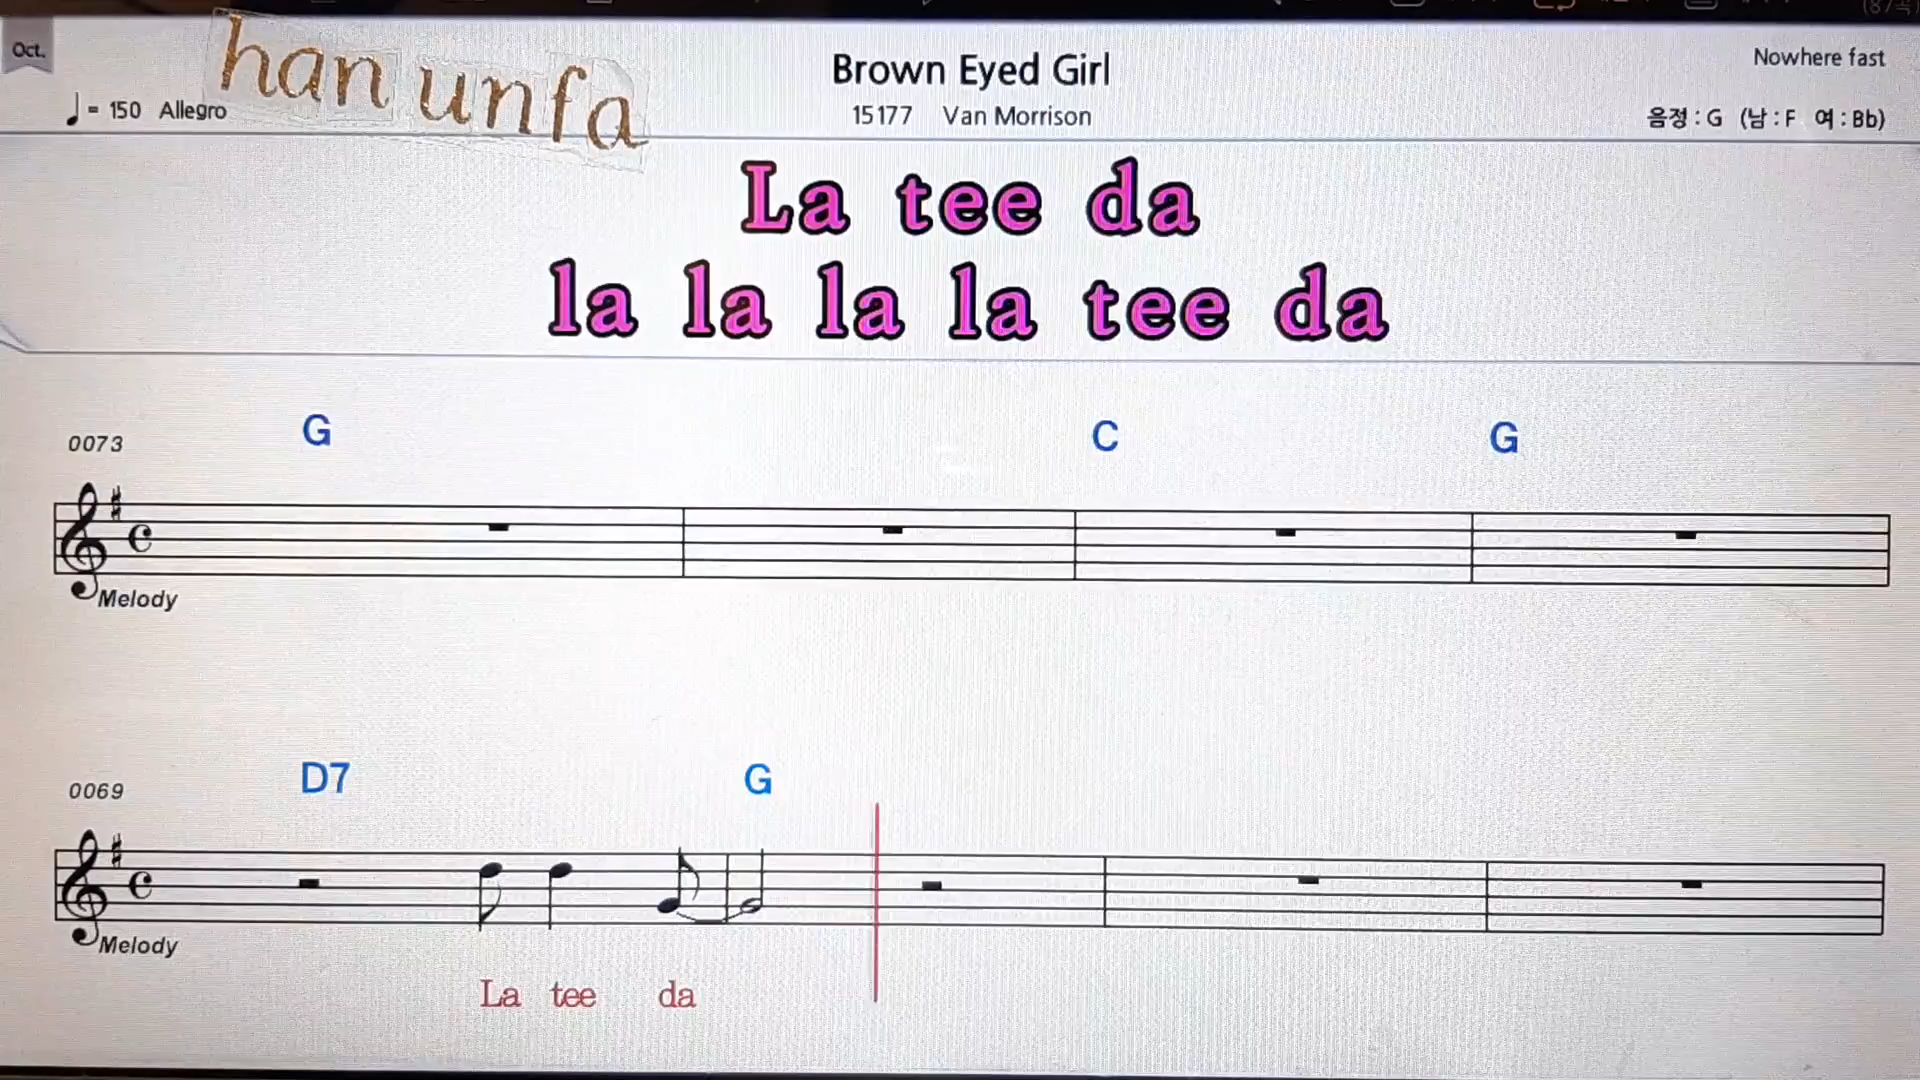 Oct.
han unfa
Brown Eyed Girl
Nowhere fast
= 150 Allegro
15177 Van Morrison
음정 : G (남 : F 여 : Bb)
La tee da
la la la la tee da
0073 G C G
Melody
0069 D7 G
Melody
La tee da